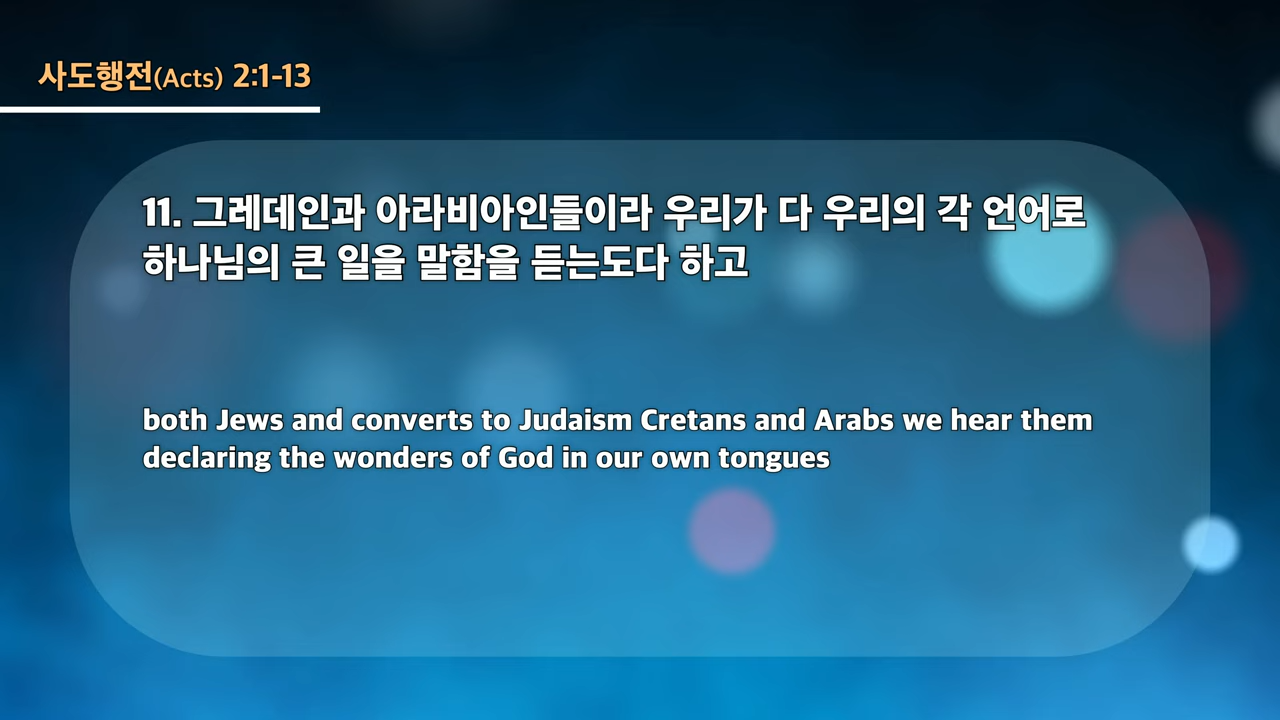 사도행전(Acts) 2:1-13
11. 그레데인과 아라비아인들이라 우리가 다 우리의 각 언어로
하나님의 큰 일을 말함을 듣는도다 하고
both Jews and converts to Judaism Cretans and Arabs we hear them
declaring the wonders of God in our own tongues